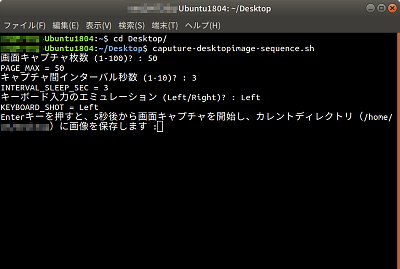 Ubuntu1804: ~/Desktop
ファイル(F) 編集(E) 表示(V) 検索(S) 端末(T) ヘルプ(H)
-Ubuntu1804:~$ cd Desktop/
-Ubuntu1804:~/Desktop$ caputure-desktopimage-sequence.sh
画面キャプチャ枚数 (1-100)? : 50
PAGE_MAX = 50
キャプチャ間インターバル秒数 (1-10)? : 3
INTERVAL_SLEEP_SEC = 3
キーボード入力のエミュレーション (Left/Right)? : Left
KEYBOARD_SHOT = Left
Enterキーを押すと、5秒後から画面キャプチャを開始し、カレントディレクトリ（/home/
）に画像を保存します :